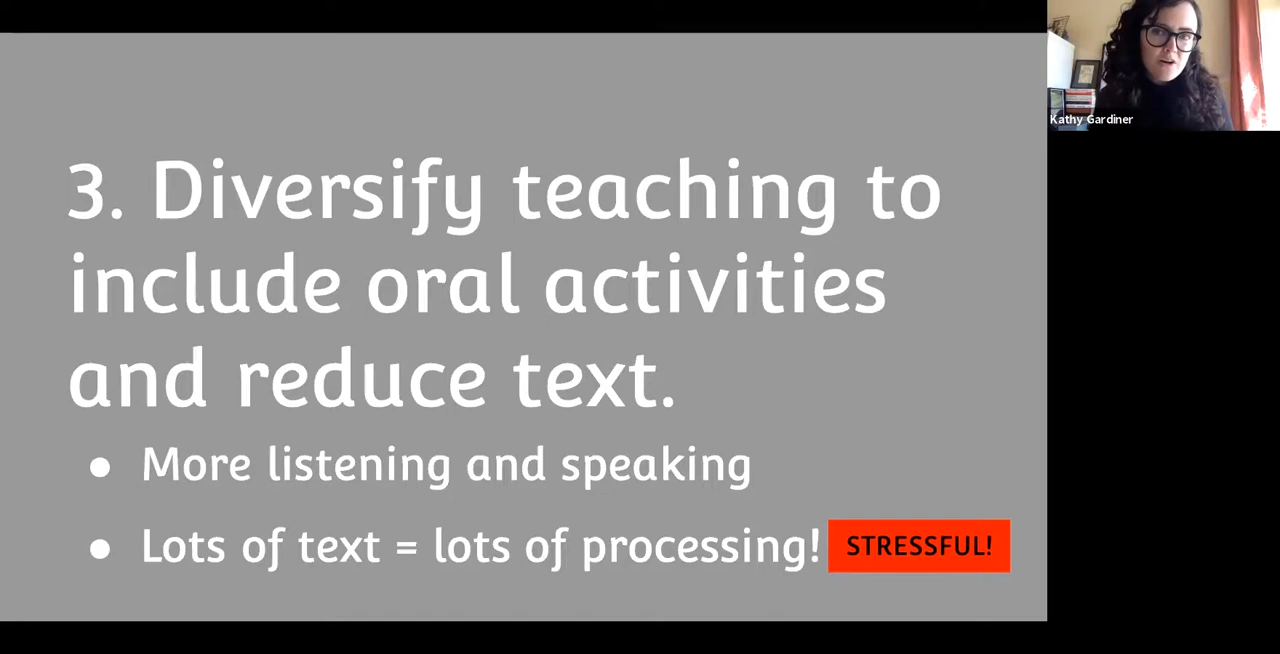 3. Diversify teaching to
include oral activities
and reduce text.
● More listening and speaking
● Lots of text = lots of processing! STRESSFUL!
Kathy Gardiner